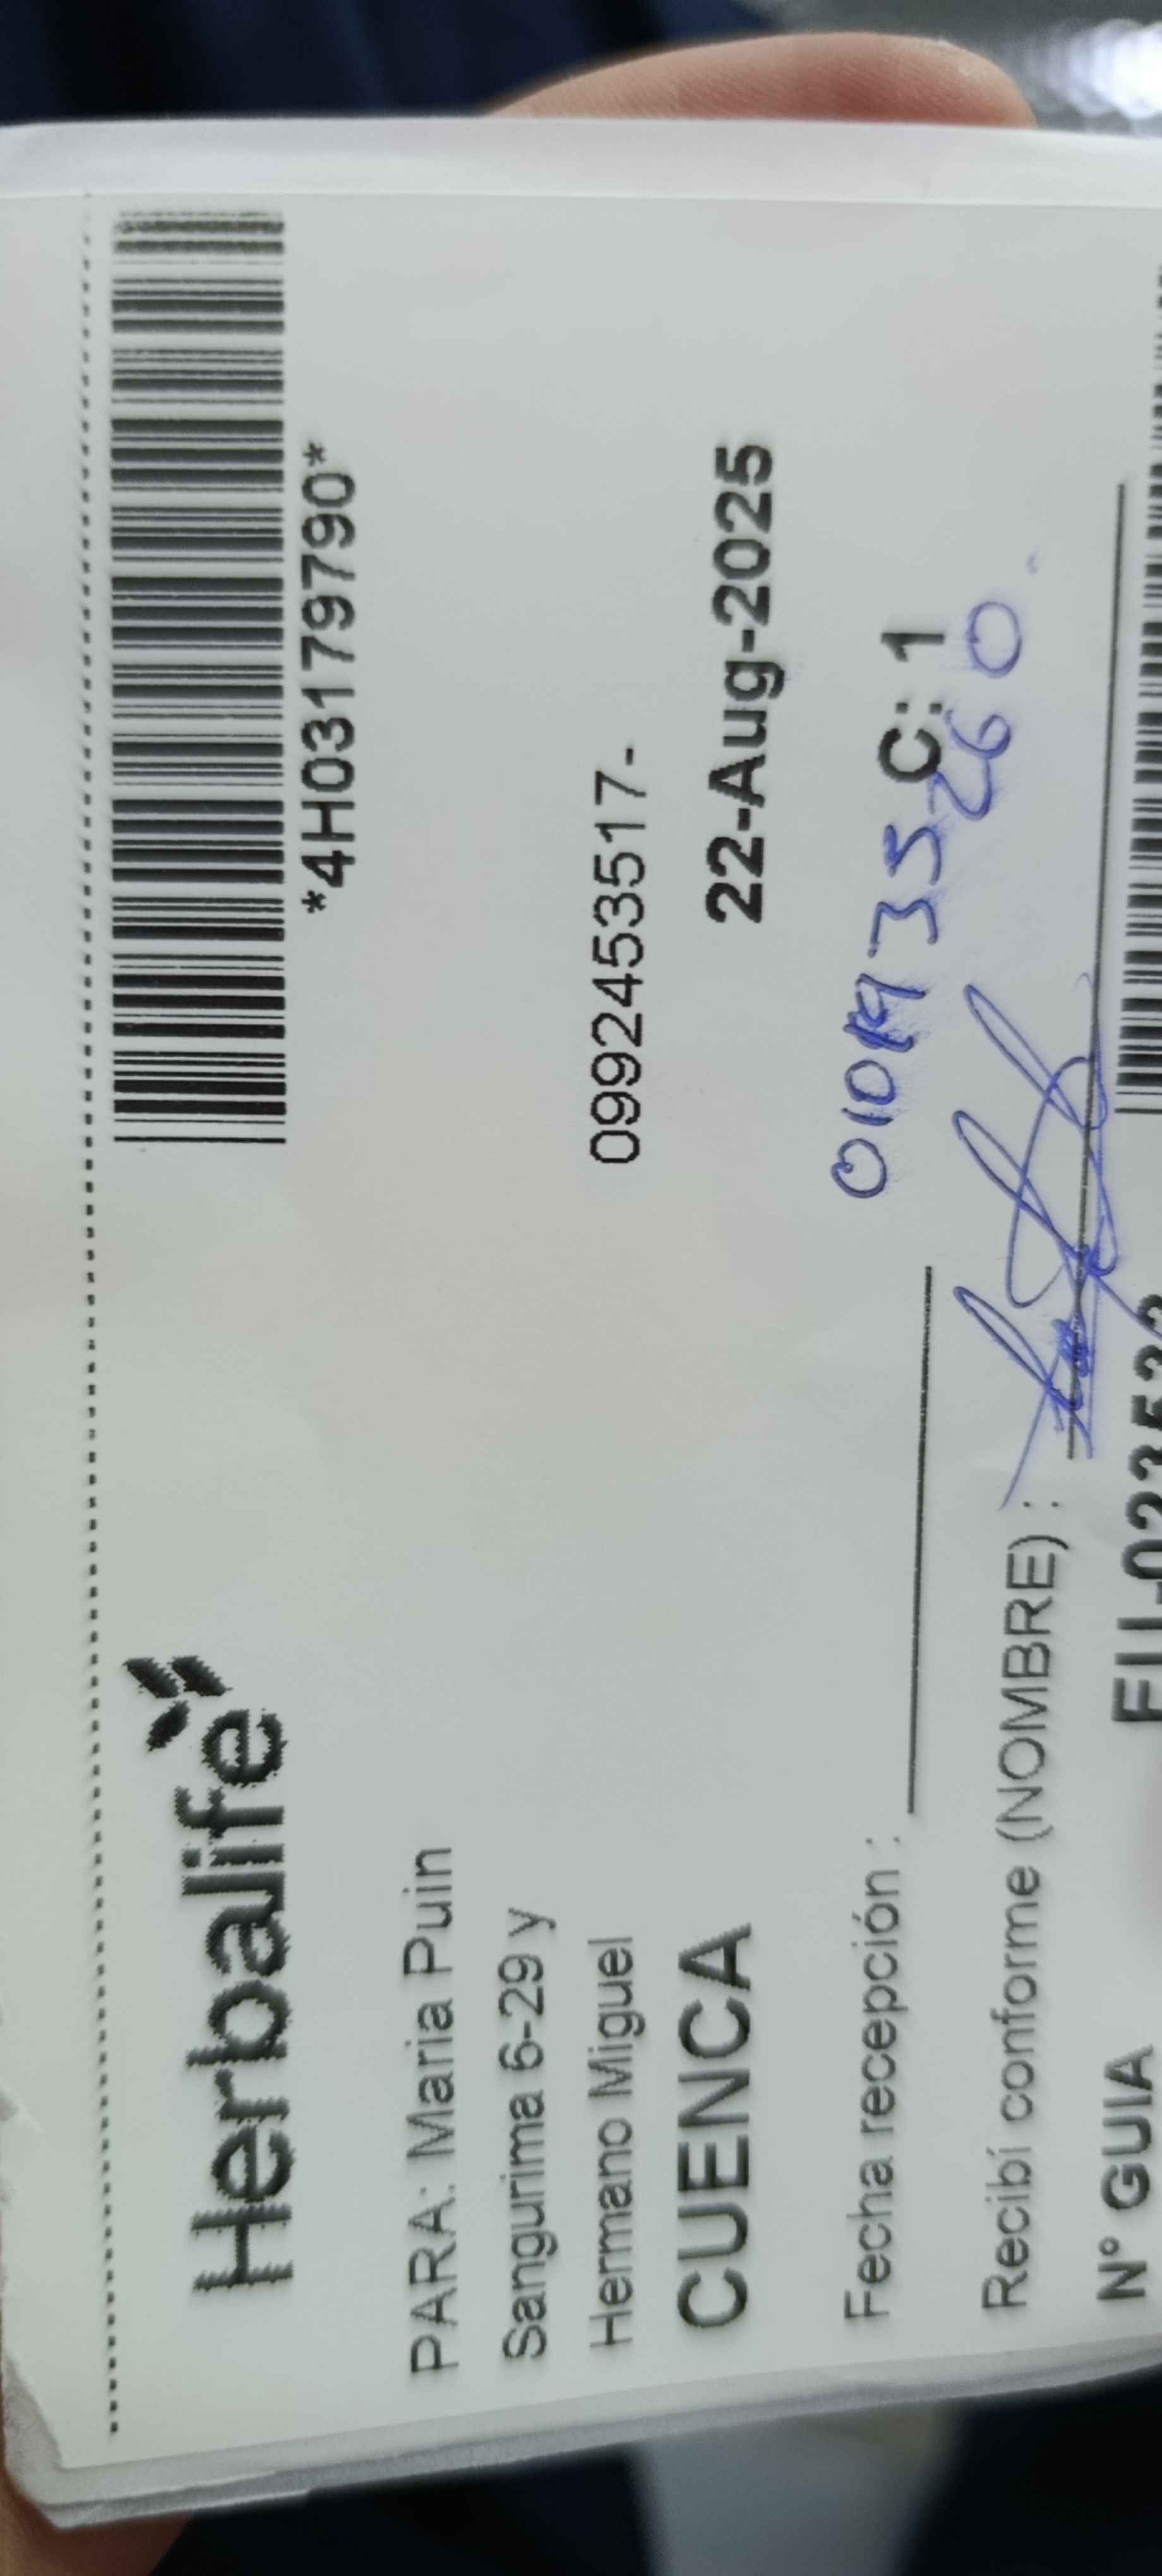 Herbalife
*4H03179790*
PARA: Maria Puin
Sangurima 6-29 y
Hermano Miguel
0992453517-
CUENCA
22-Aug-2025
Fecha recepción :
C: 1
Recibí conforme (NOMBRE) :
N° GUIA